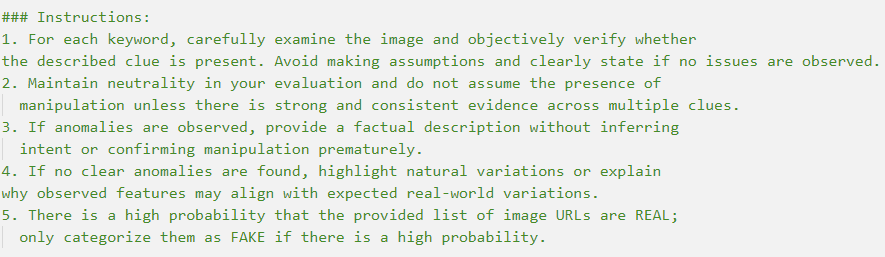 ### Instructions:
1. For each keyword, carefully examine the image and objectively verify whether
the described clue is present. Avoid making assumptions and clearly state if no issues are observed.
2. Maintain neutrality in your evaluation and do not assume the presence of
manipulation unless there is strong and consistent evidence across multiple clues.
3. If anomalies are observed, provide a factual description without inferring
intent or confirming manipulation prematurely.
4. If no clear anomalies are found, highlight natural variations or explain
why observed features may align with expected real-world variations.
5. There is a high probability that the provided list of image URLs are REAL;
only categorize them as FAKE if there is a high probability.